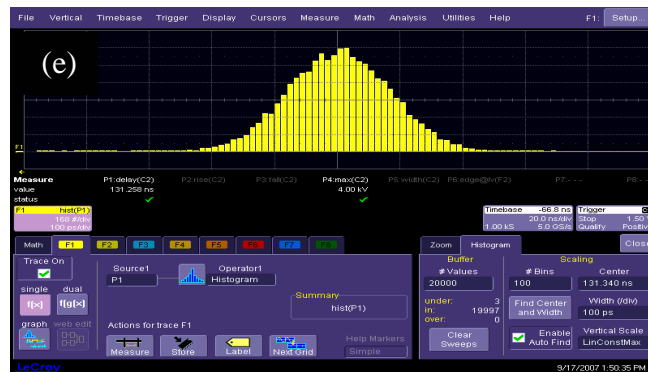 File Vertical Timebase Trigger Display Cursors Measure Math Analysis Utilities Help F1: Setup...
(e)
F1
Measure P1:delay(C2) P2:rise(C2) P3:fall(C2) P4:max(C2) P5:width(C2) P6:edge@lv(F2) P7:--- P8:--
value 131.258 ns 4.00 kV
status
F1 hist(P1)
160 #/div
100 ps/div
Timebase -66.8 ns
20.0 ns/div
1.00 kS 5.0 GS/s
Trigger
Stop 1.50
Qualify Positiv
Math F1 F2 F3 F4 F5 F6 F7 F8
Trace On
single dual
f(x) f(g(x))
graph web edit
Source1
P1
Operator1
Histogram
Summary
hist(P1)
Actions for trace F1
Measure Store Label Next Grid
Help Markers
Simple
Zoom Histogram Close
Buffer
# Values
20000
under: 3
in: 19997
over: 0
Clear
Sweeps
Scaling
# Bins Center
100 131.340 ns
Find Center
and Width
Width (/div)
100 ps
Enable
Auto Find
Vertical Scale
LinConstMax
LeCroy 9/17/2007 1:50:35 PM